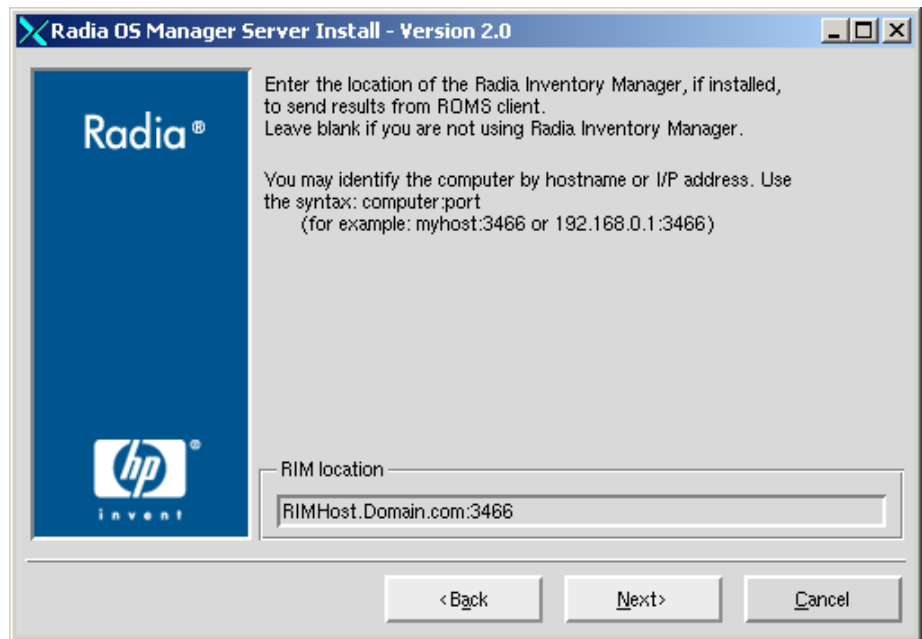 Radia OS Manager Server Install - Version 2.0
Radia®
Enter the location of the Radia Inventory Manager, if installed,
to send results from ROMS client.
Leave blank if you are not using Radia Inventory Manager.
You may identify the computer by hostname or I/P address. Use
the syntax: computer:port
(for example: myhost:3466 or 192.168.0.1:3466)
hp®
invent
RIM location
RIMHost.Domain.com:3466
<Back
Next>
Cancel